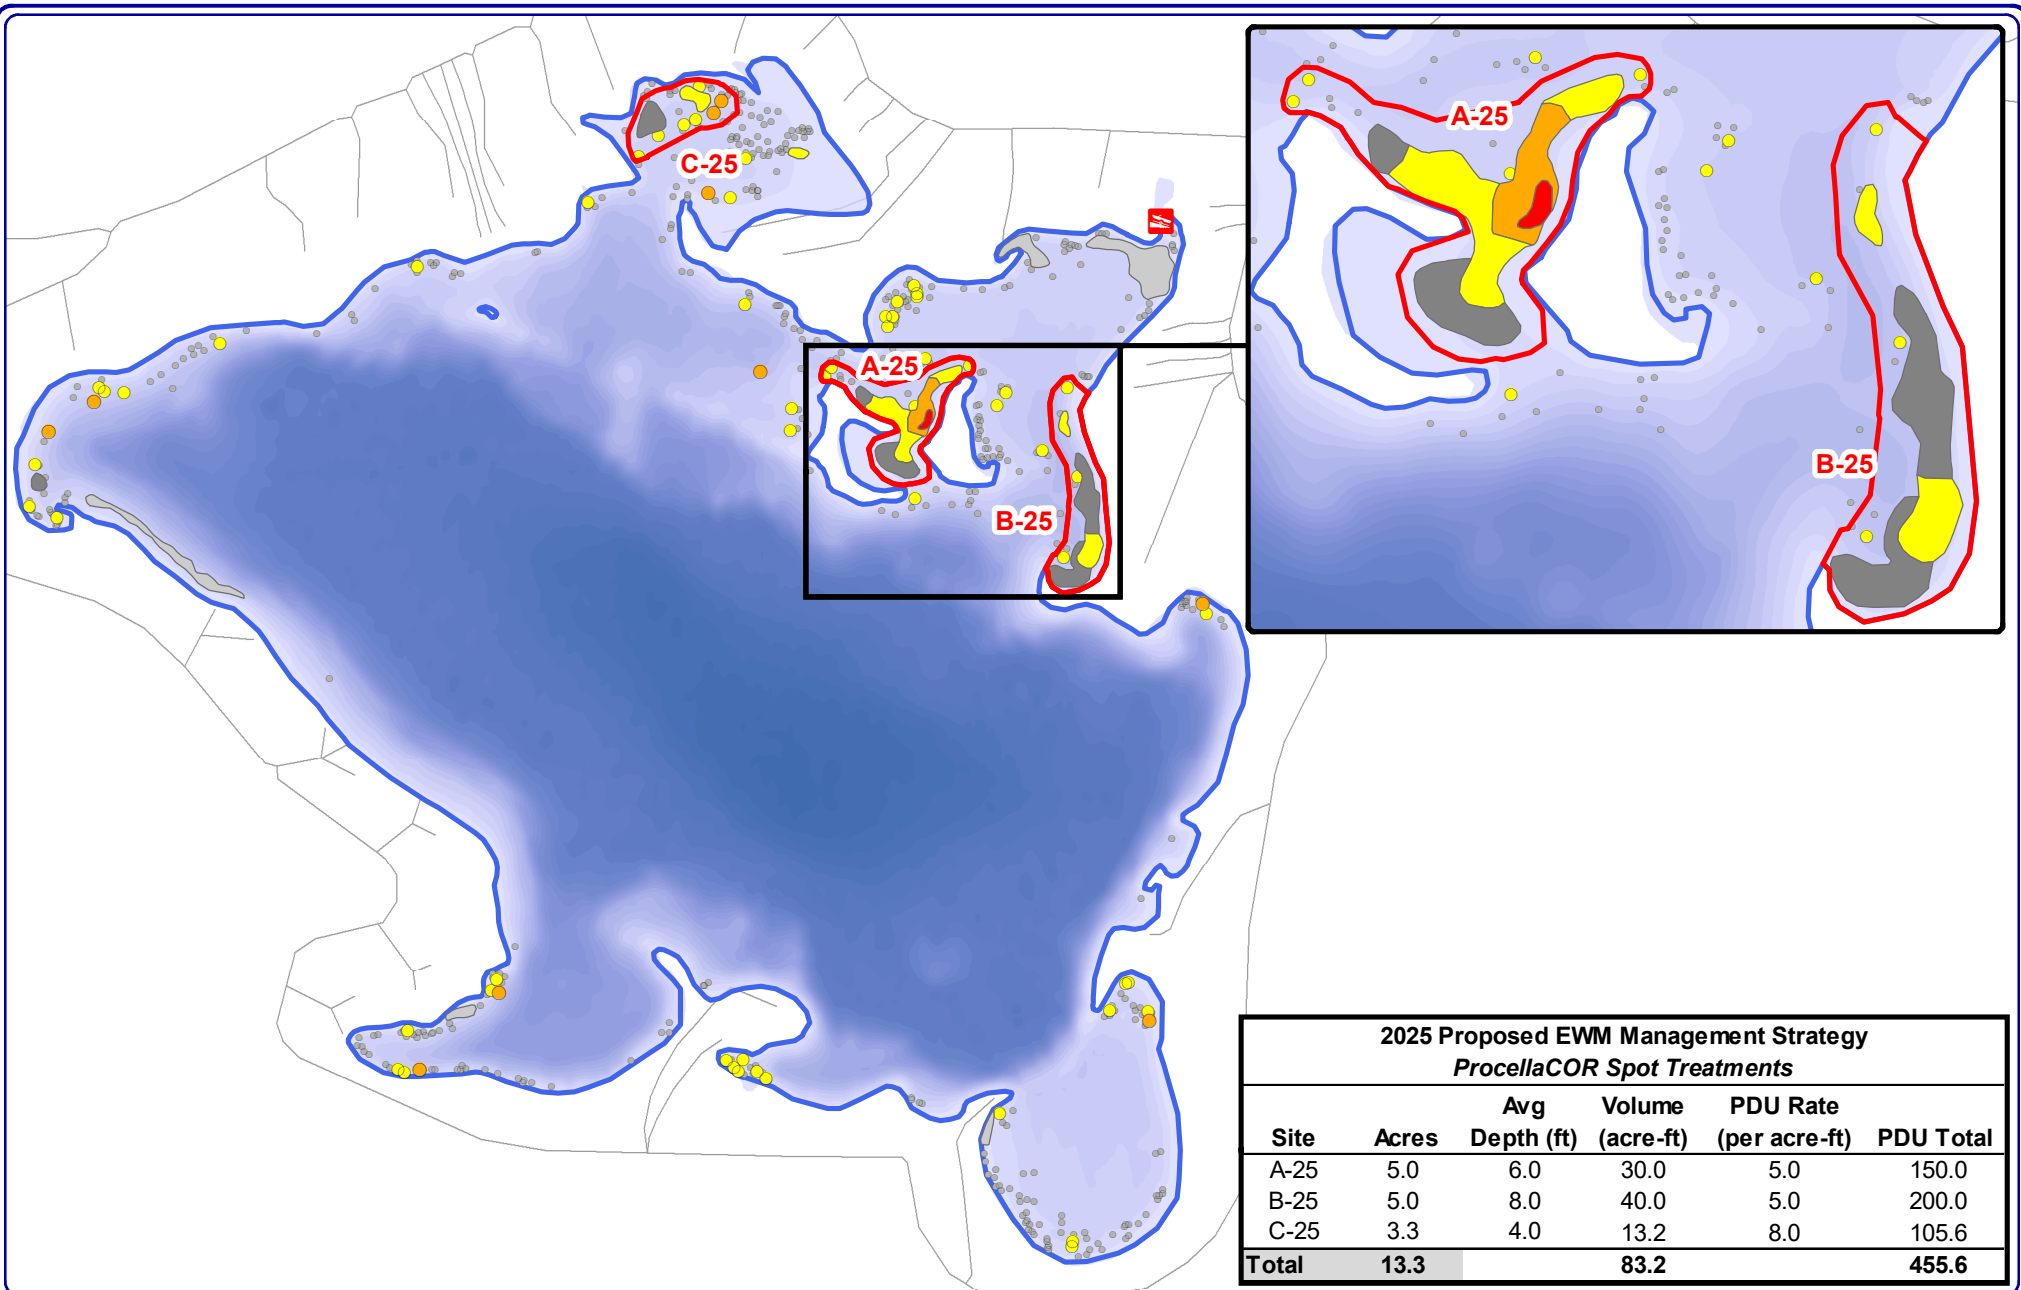 C-25
A-25
B-25
A-25
B-25
2025 Proposed EWM Management Strategy
ProcellaCOR Spot Treatments
Site Acres Avg Depth (ft) Volume (acre-ft) PDU Rate (per acre-ft) PDU Total
A-25 5.0 6.0 30.0 5.0 150.0
B-25 5.0 8.0 40.0 5.0 200.0
C-25 3.3 4.0 13.2 8.0 105.6
Total 13.3 83.2 455.6